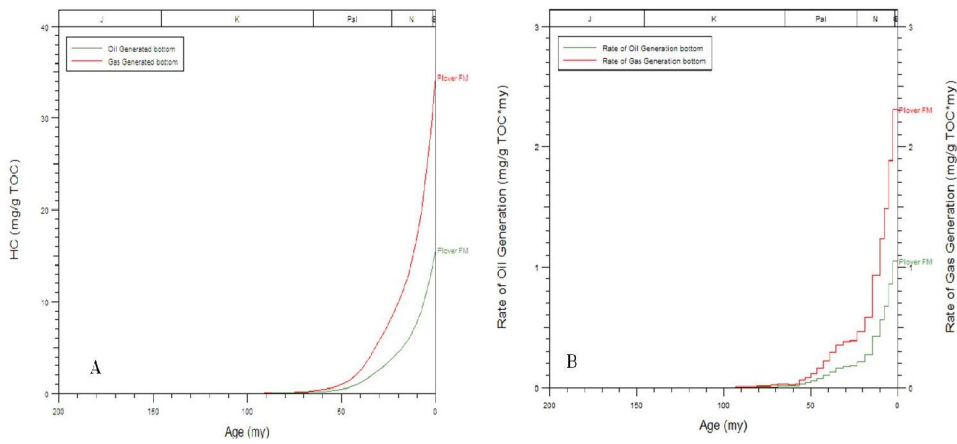 J K Pal N
Oil Generated bottom
Gas Generated bottom
HC (mg/g TOC)
40
30
20
10
0
Plover FM
Plover FM
A
200 150 100 50 0
Age (my)
J K Pal N
Rate of Oil Generation bottom
Rate of Gas Generation bottom
Rate of Oil Generation (mg/g TOC*my)
3
2
1
0
Plover FM
Plover FM
B
3
2
1
0
Rate of Gas Generation (mg/g TOC*my)
200 150 100 50 0
Age (my)